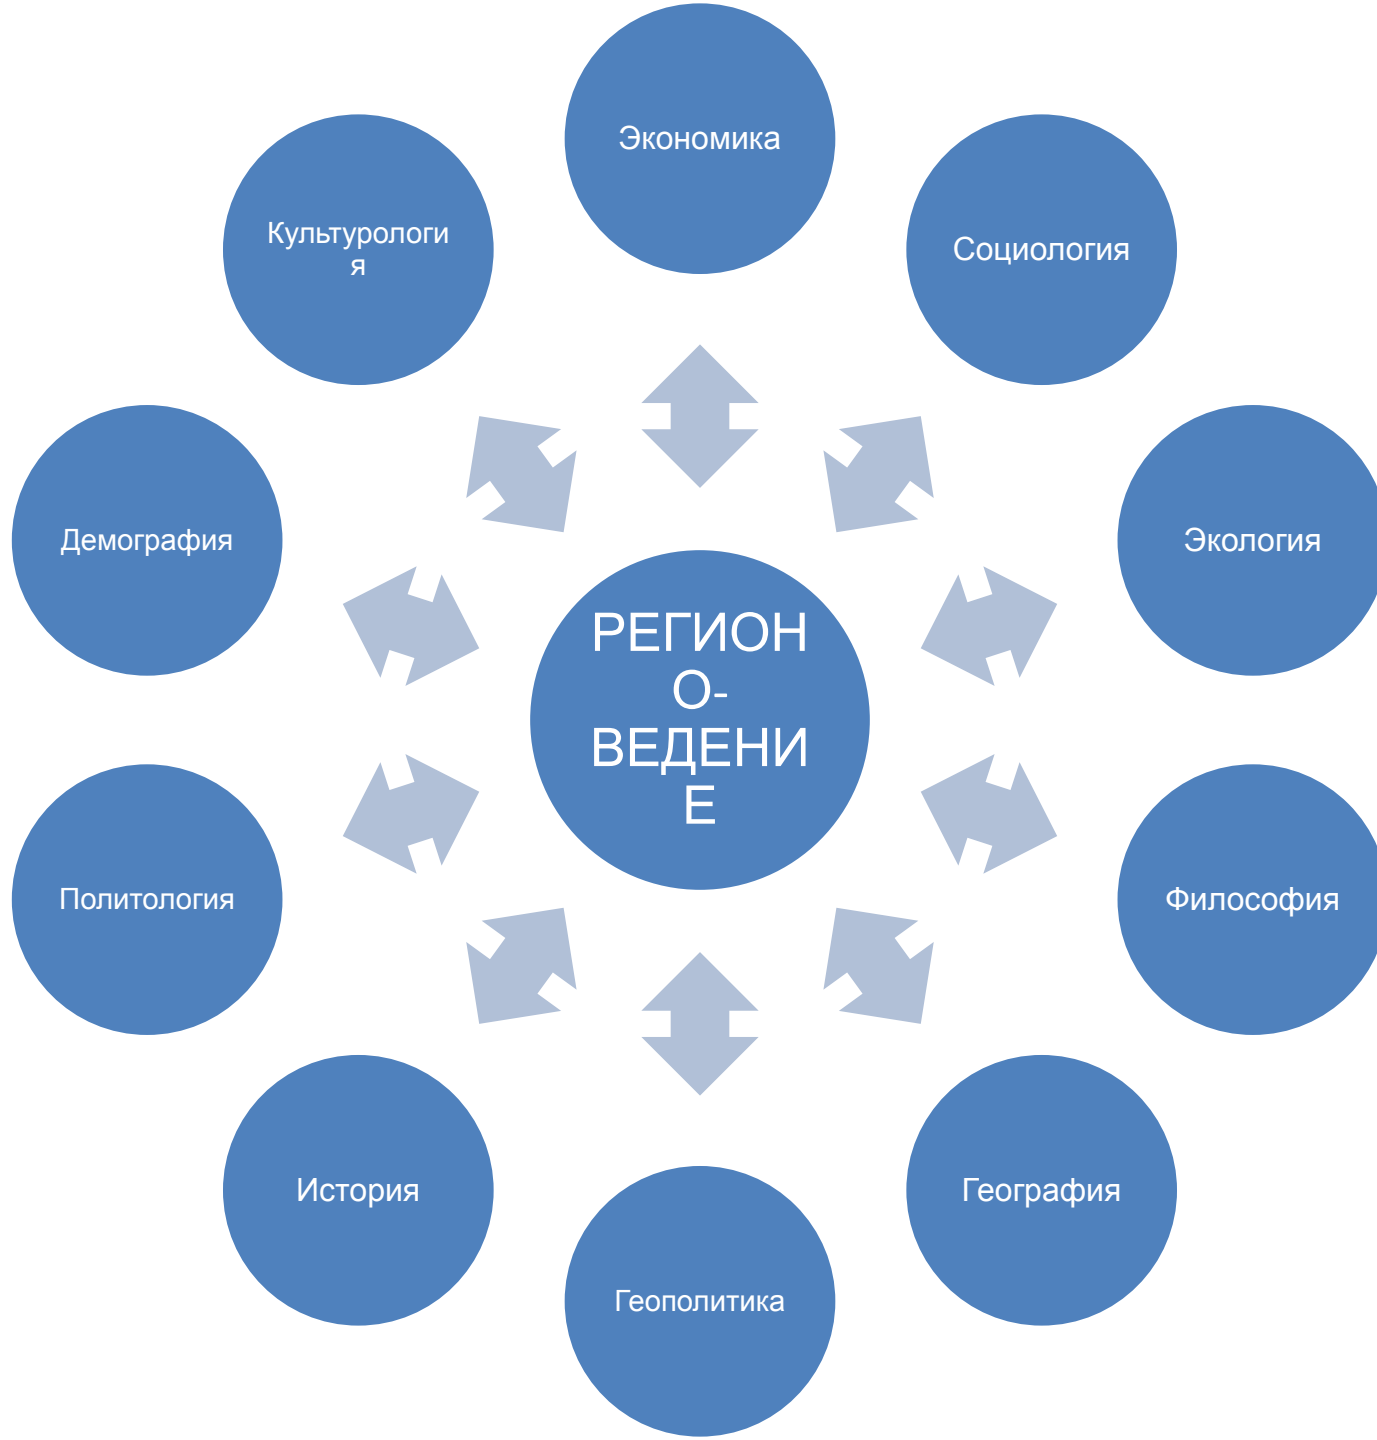 Экономика
Социология
Экология
Философия
География
Геополитика
История
Политология
Демография
Культурологи
я
РЕГИОН
О-
ВЕДЕНИ
Е